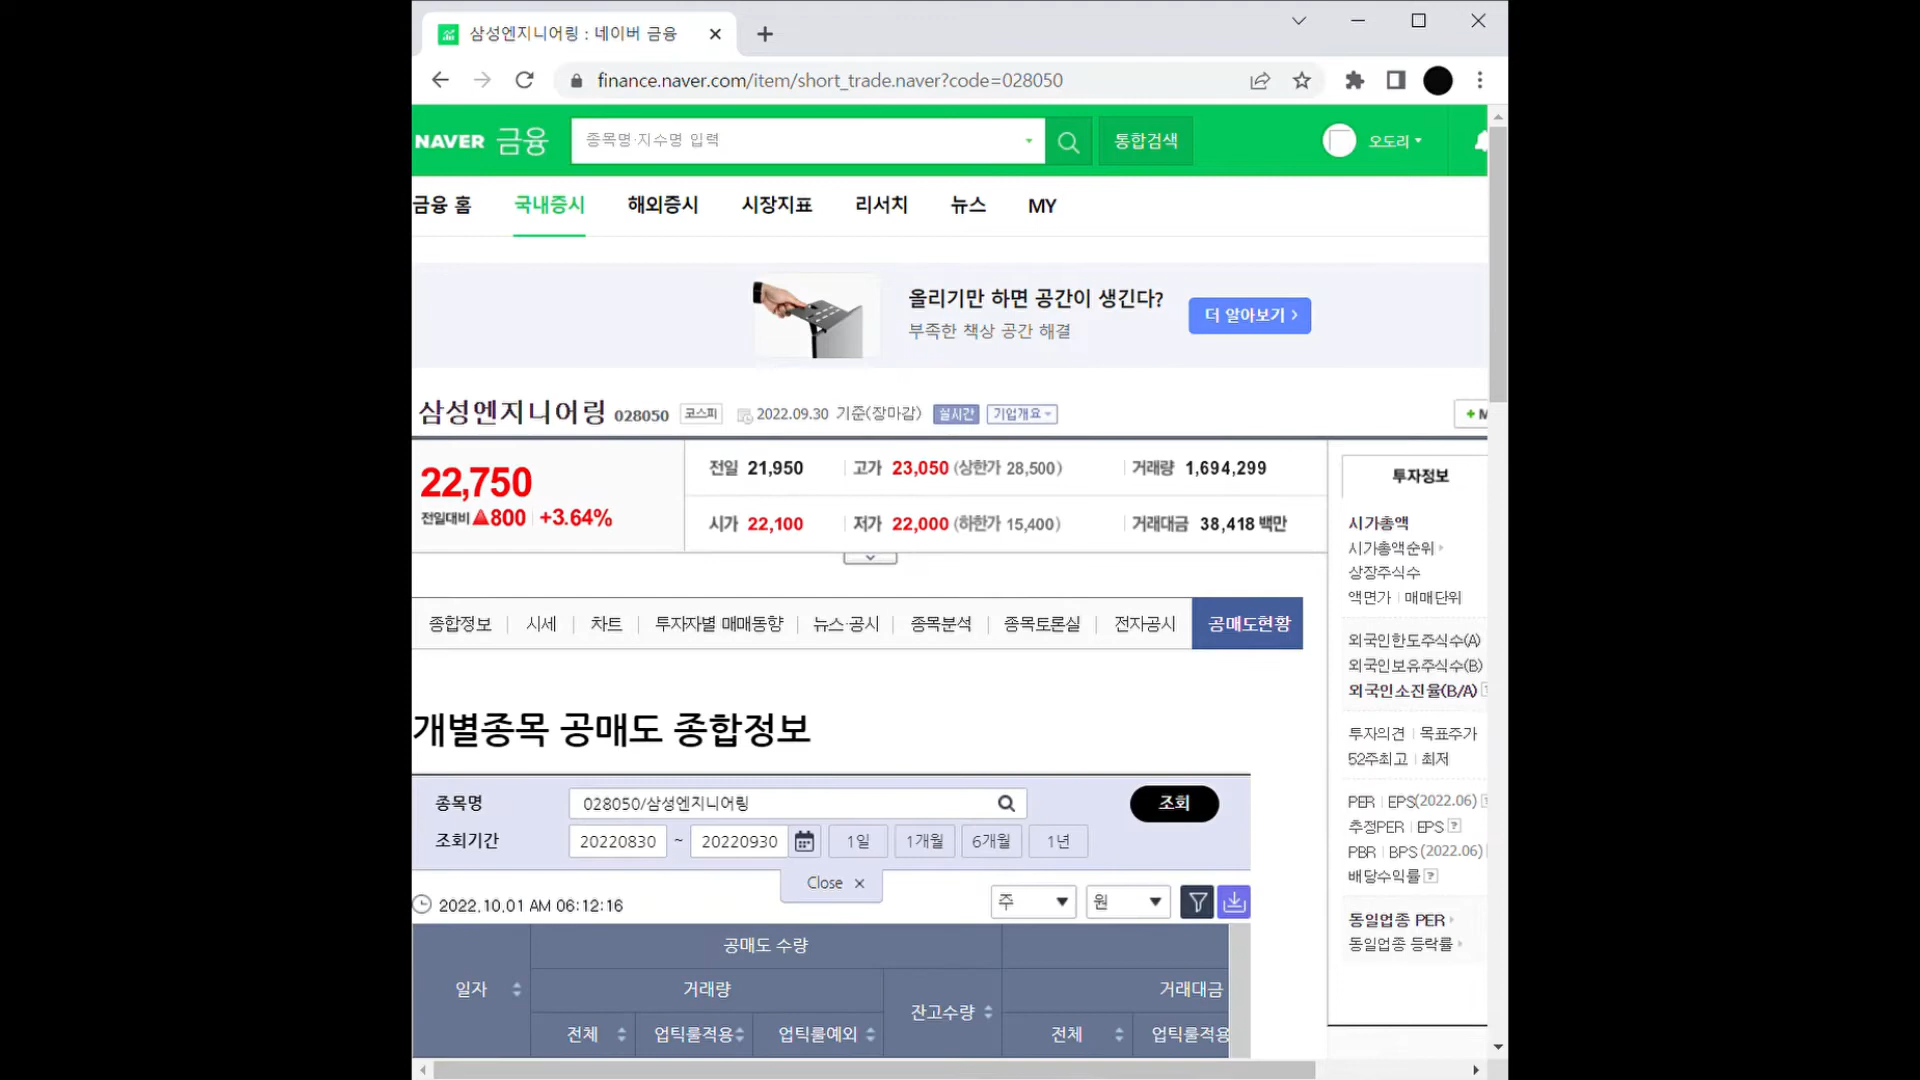 삼성엔지니어링 : 네이버 금융
finance.naver.com/item/short_trade.naver?code=028050
NAVER 금융
종목명·지수명 입력
통합검색
오도리
금융 홈 국내증시 해외증시 시장지표 리서치 뉴스 MY
올리기만 하면 공간이 생긴다?
부족한 책상 공간 해결
더 알아보기 >
삼성엔지니어링 028050 코스피 2022.09.30 기준(장마감) 실시간 기업개요
22,750
전일대비 ▲800 +3.64%
전일 21,950 고가 23,050 (상한가 28,500) 거래량 1,694,299
시가 22,100 저가 22,000 (하한가 15,400) 거래대금 38,418 백만
투자정보
시가총액
시가총액순위
상장주식수
액면가 | 매매단위
외국인한도주식수(A)
외국인보유주식수(B)
외국인소진율(B/A)
투자의견 | 목표주가
52주최고 | 최저
PER | EPS(2022.06)
추정PER | EPS ?
PBR | BPS (2022.06)
배당수익률 ?
동일업종 PER
동일업종 등락률
종합정보 시세 차트 투자자별 매매동향 뉴스·공시 종목분석 종목토론실 전자공시 공매도현황
개별종목 공매도 종합정보
종목명 028050/삼성엔지니어링 조회
조회기간 20220830 ~ 20220930 1일 1개월 6개월 1년
Close ×
2022.10.01 AM 06:12:16 주 원
일자 공매도 수량
거래량 잔고수량 거래대금
전체 업틱룰적용 업틱룰예외 전체 업틱룰적용